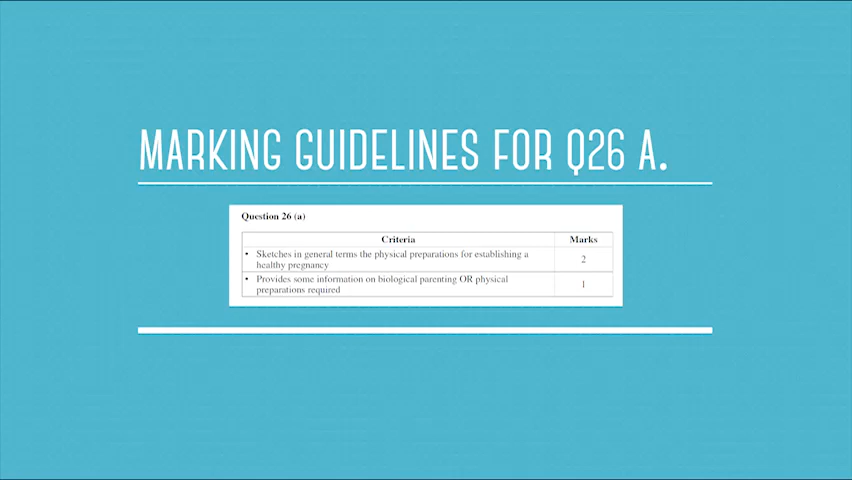 MARKING GUIDELINES FOR Q26 A.
Question 26 (a)
Criteria Marks
• Sketches in general terms the physical preparations for establishing a
healthy pregnancy
2
• Provides some information on biological parenting OR physical
preparations required
1